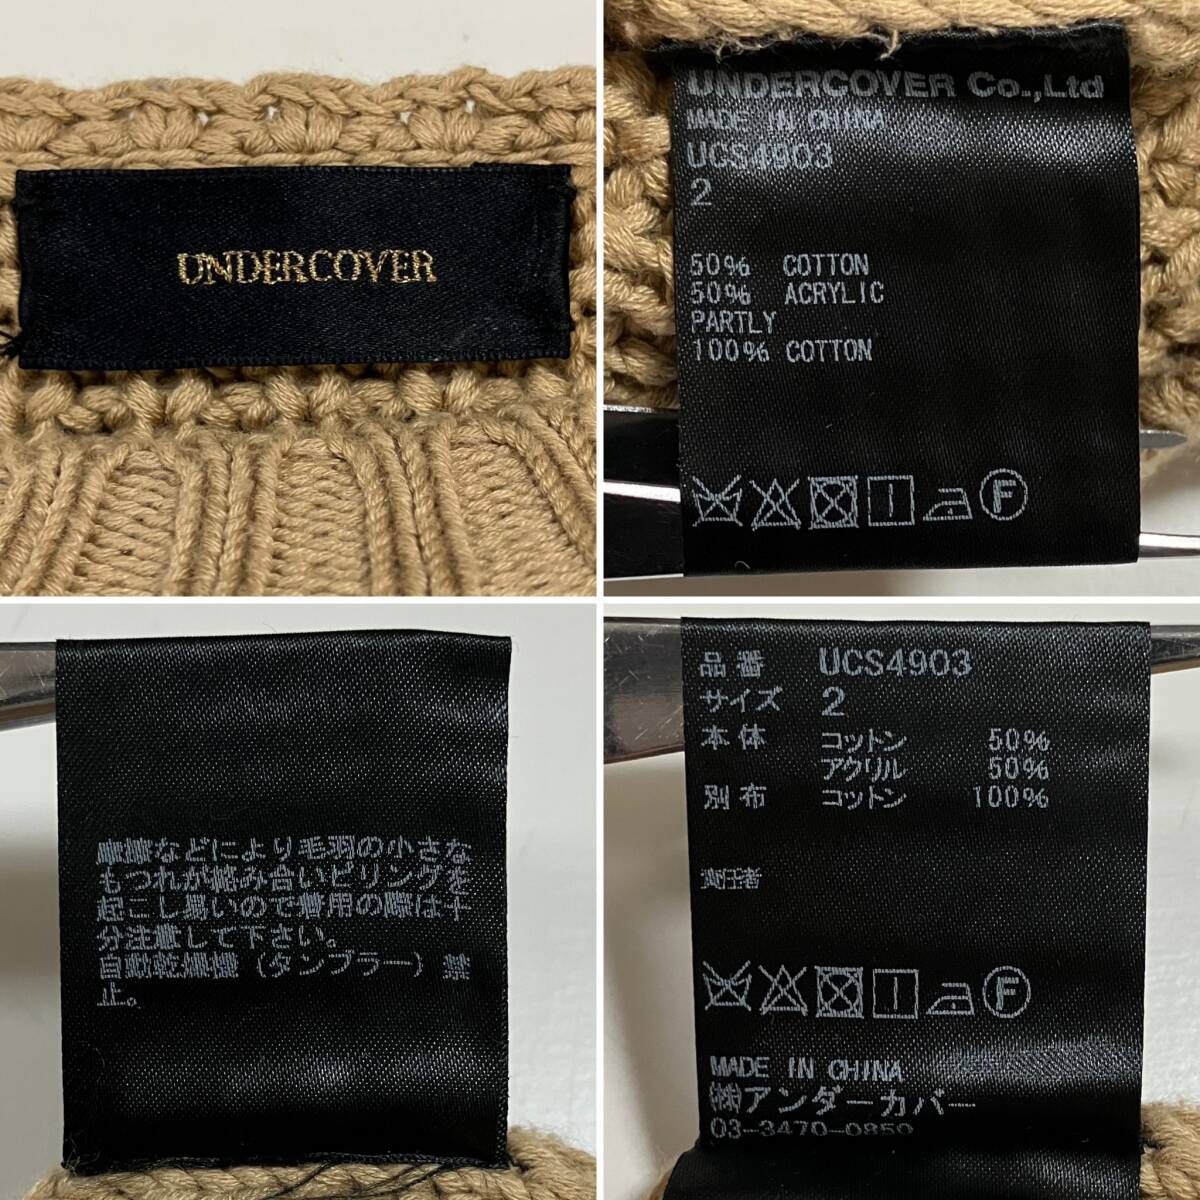 UNDERCOVER
UNDERCOVER Co.,Ltd
MADE IN CHINA
UCS4903
2
50% COTTON
50% ACRYLIC
PARTLY
100% COTTON
F
摩擦などにより毛羽の小さな
もつれが絡み合いピリングを
起こし易いので着用の際は十
分注意して下さい。
自動乾燥機（タンブラー）禁
止。
品番 UCS4903
サイズ 2
本体 コットン 50%
アクリル 50%
別布 コットン 100%
責任者
F
MADE IN CHINA
㈱アンダーカバー
03-3470-0859